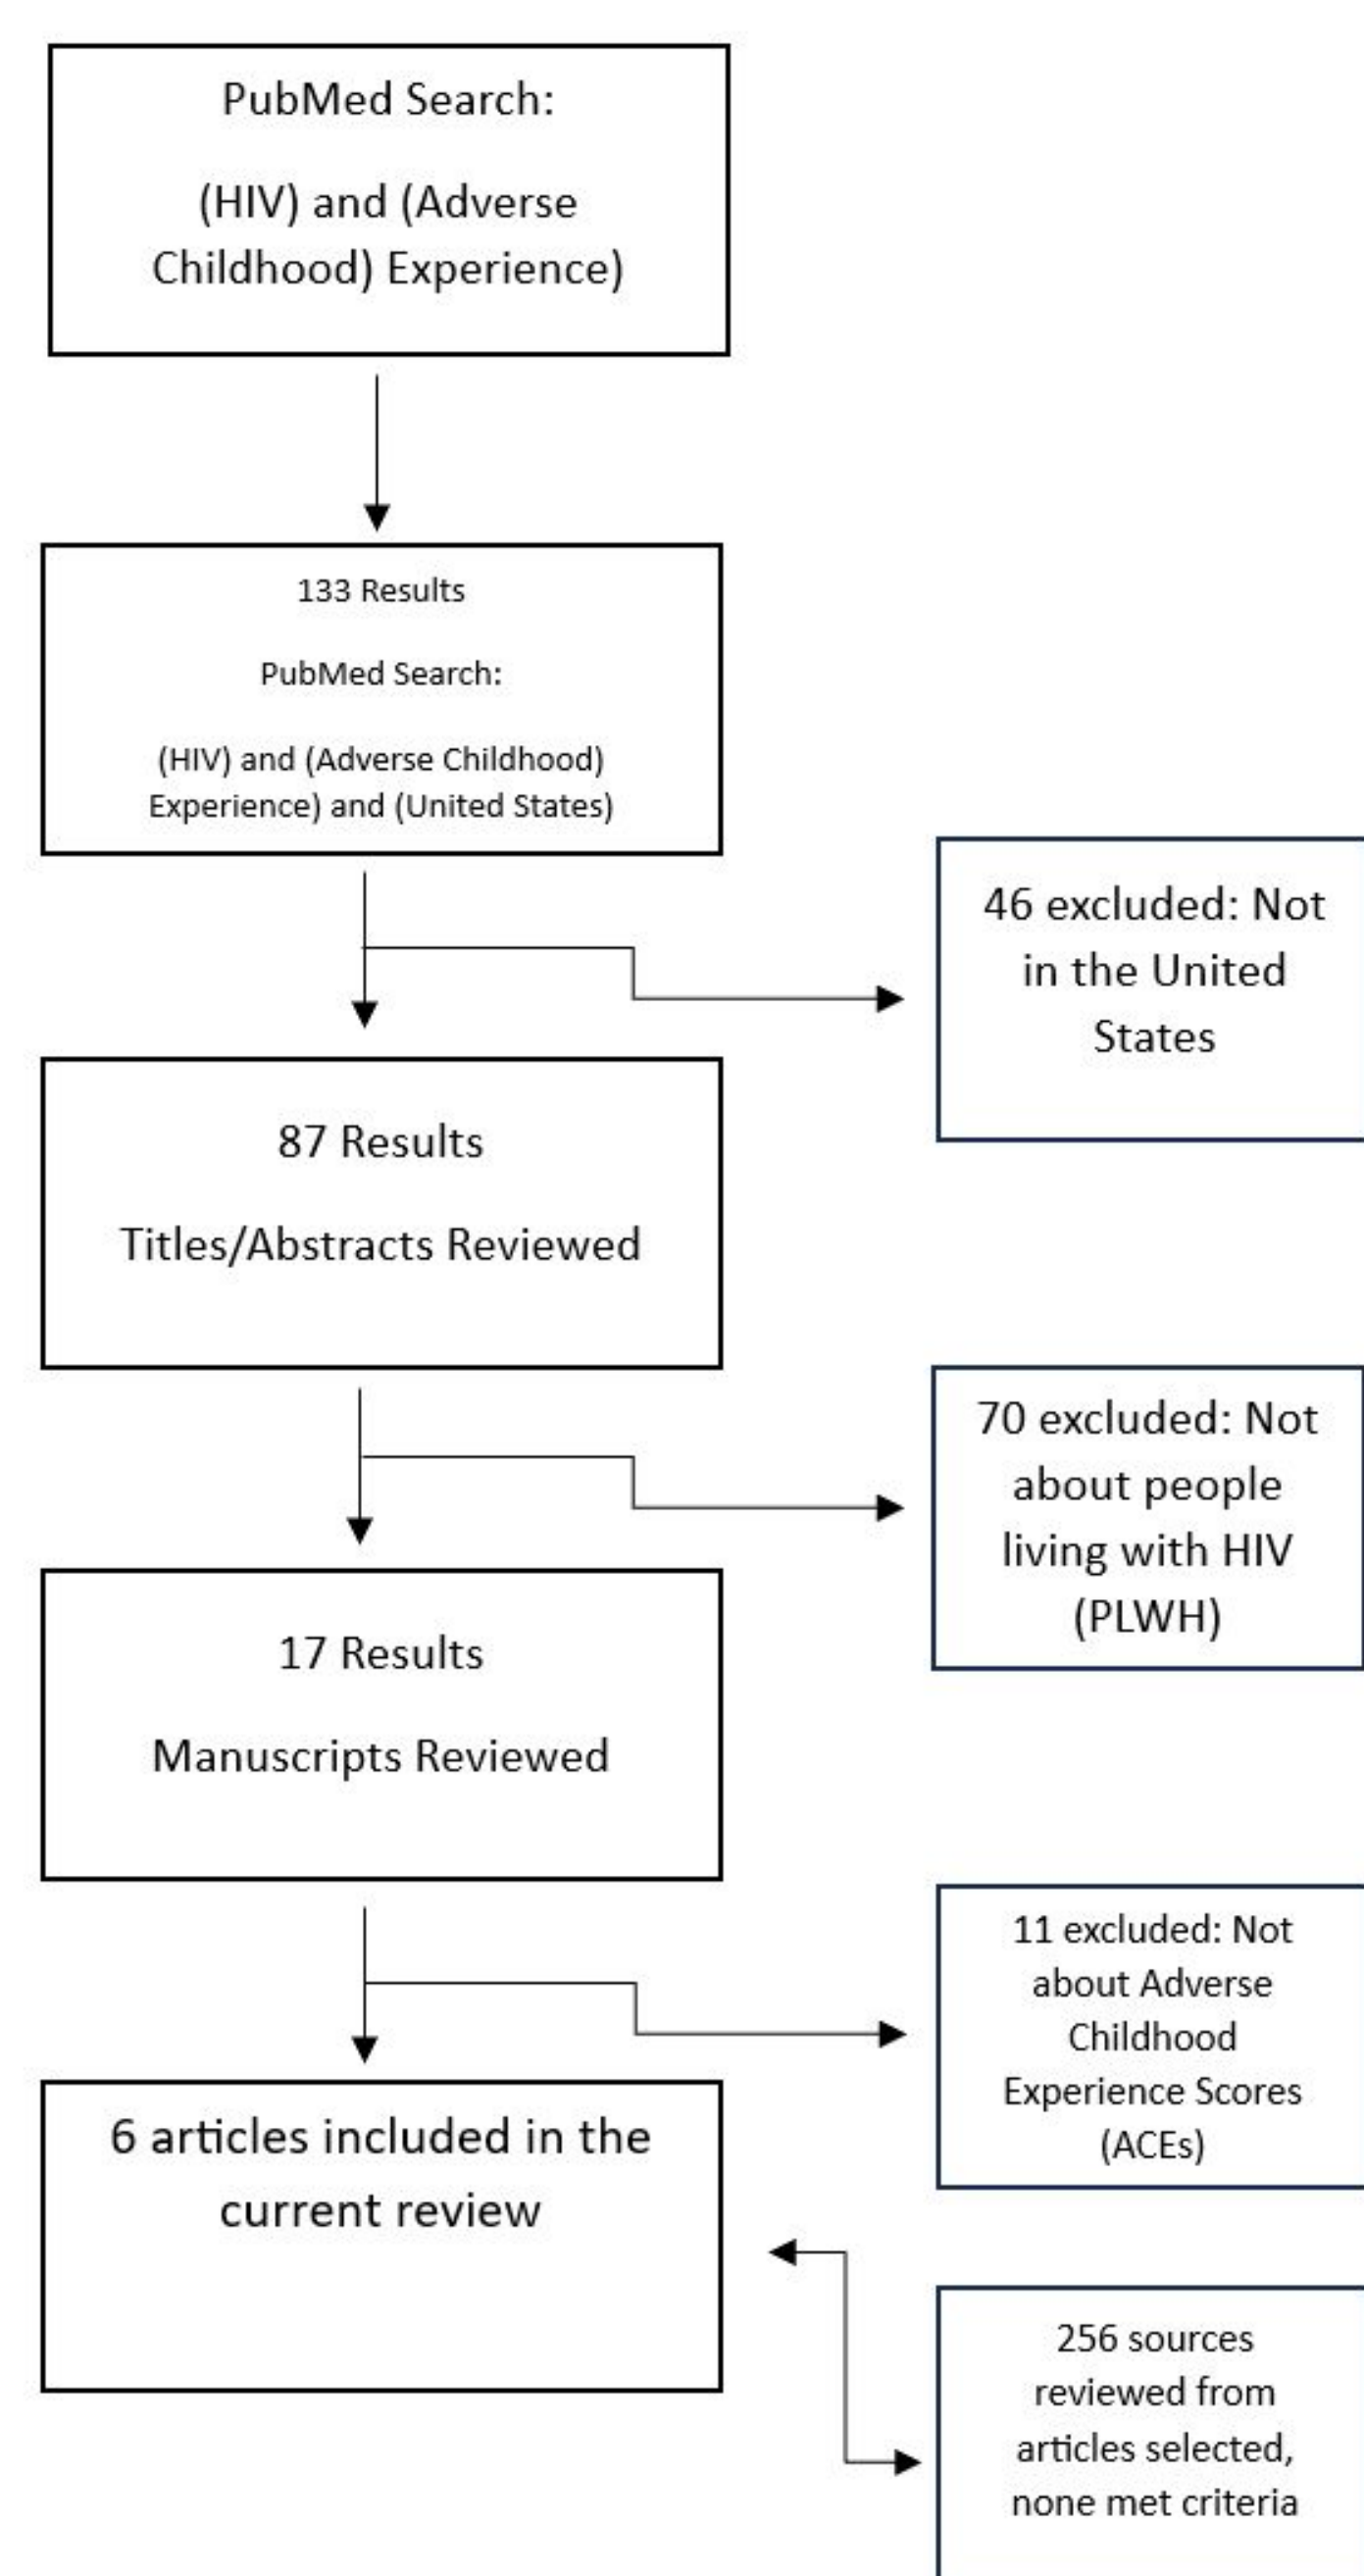 PubMed Search:
(HIV) and (Adverse
Childhood) Experience)
133 Results
PubMed Search:
(HIV) and (Adverse Childhood)
Experience) and (United States)
46 excluded: Not
in the United
States
87 Results
Titles/Abstracts Reviewed
70 excluded: Not
about people
living with HIV
(PLWH)
17 Results
Manuscripts Reviewed
11 excluded: Not
about Adverse
Childhood
Experience Scores
(ACEs)
6 articles included in the
current review
256 sources
reviewed from
articles selected,
none met criteria